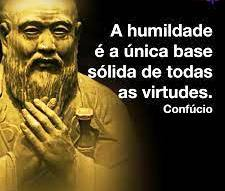 A humildade
é a única base
sólida de todas
as virtudes.
Confúcio